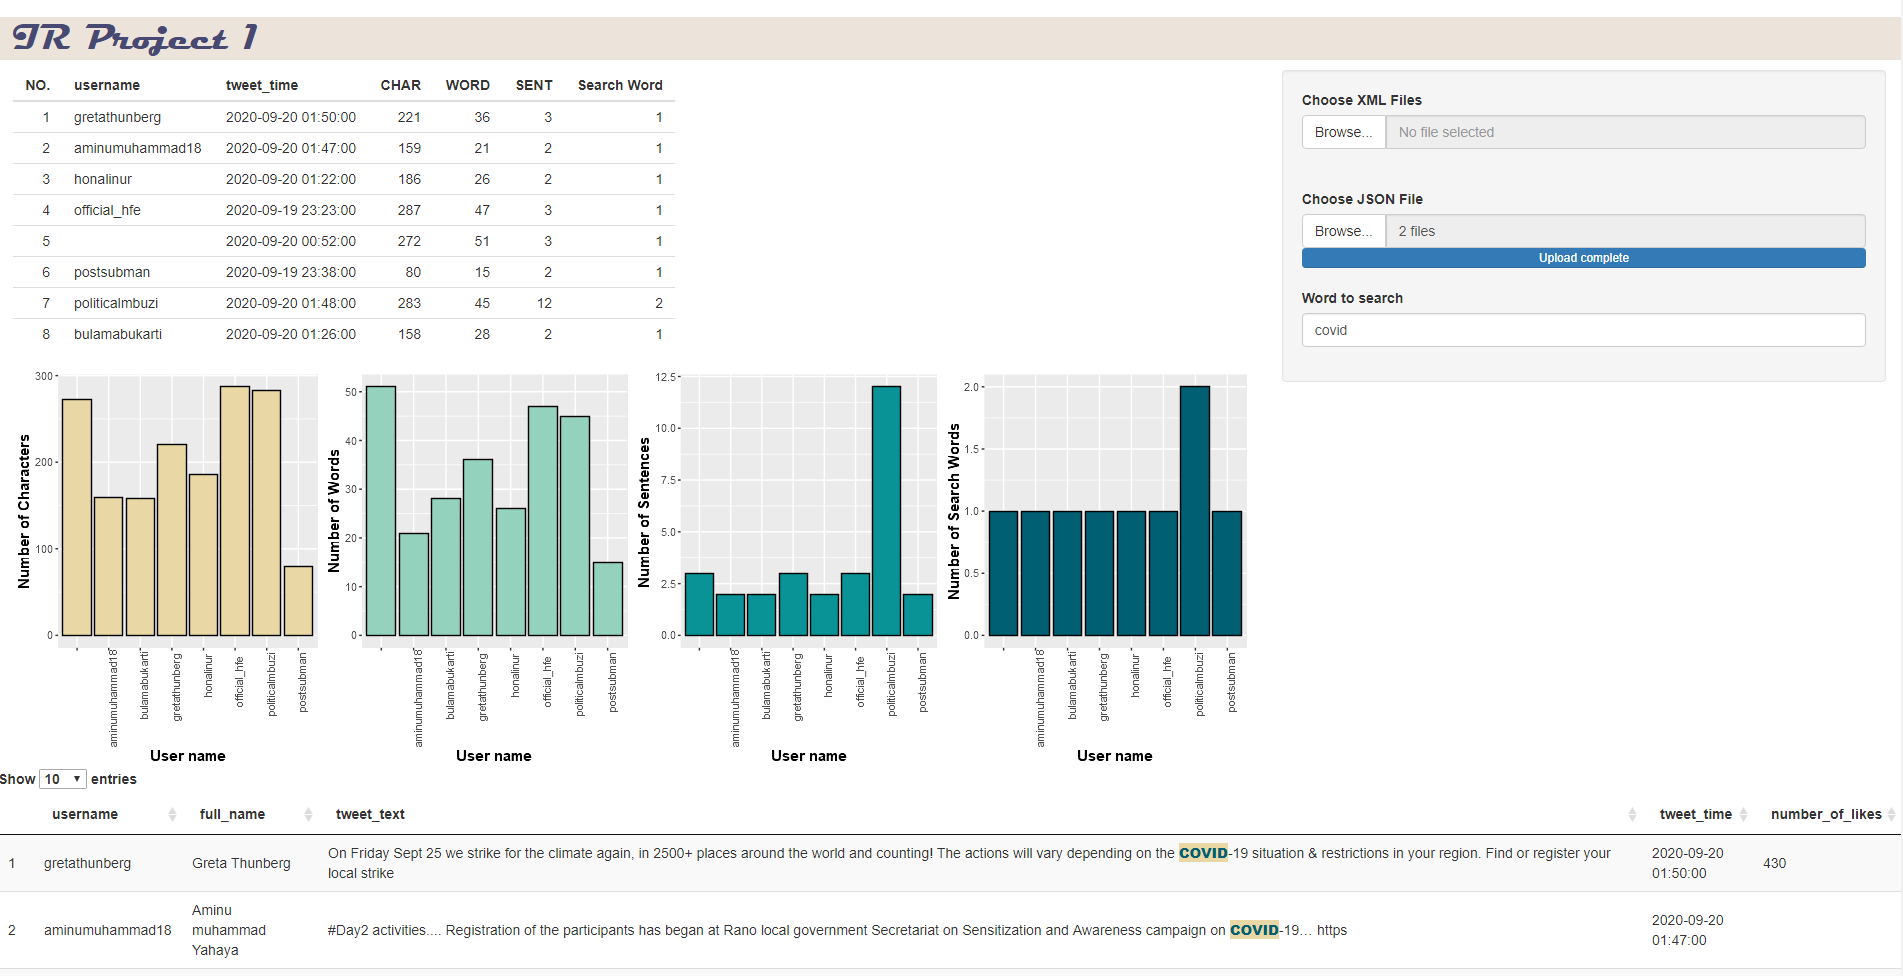 IR Project 1
NO. username tweet_time CHAR WORD SENT Search Word
1 gretathunberg 2020-09-20 01:50:00 221 36 3 1
2 aminumuhammad18 2020-09-20 01:47:00 159 21 2 1
3 honalinur 2020-09-20 01:22:00 186 26 2 1
4 official_hfe 2020-09-19 23:23:00 287 47 3 1
5 2020-09-20 00:52:00 272 51 3 1
6 postsubman 2020-09-19 23:38:00 80 15 2 1
7 politicalmbuzi 2020-09-20 01:48:00 283 45 12 2
8 bulamabukarti 2020-09-20 01:26:00 158 28 2 1
Choose XML Files
Browse... No file selected
Choose JSON File
Browse... 2 files
Upload complete
Word to search
covid
Number of Characters
300
200
100
0
aminumuhammad18
bulamabukarti
gretathunberg
honalinur
official_hfe
politicalmbuzi
postsubman
User name
Number of Words
50
40
30
20
10
0
aminumuhammad18
bulamabukarti
gretathunberg
honalinur
official_hfe
politicalmbuzi
postsubman
User name
Number of Sentences
12.5
10.0
7.5
5.0
2.5
0.0
aminumuhammad18
bulamabukarti
gretathunberg
honalinur
official_hfe
politicalmbuzi
postsubman
User name
Number of Search Words
2.0
1.5
1.0
0.5
0.0
aminumuhammad18
bulamabukarti
gretathunberg
honalinur
official_hfe
politicalmbuzi
postsubman
User name
Show 10 entries
username full_name tweet_text tweet_time number_of_likes
1 gretathunberg Greta Thunberg On Friday Sept 25 we strike for the climate again, in 2500+ places around the world and counting! The actions will vary depending on the COVID-19 situation & restrictions in your region. Find or register your
local strike
2020-09-20
01:50:00
430
2 aminumuhammad18
Aminu
muhammad
Yahaya
#Day2 activities.... Registration of the participants has began at Rano local government Secretariat on Sensitization and Awareness campaign on COVID-19… https
2020-09-20
01:47:00